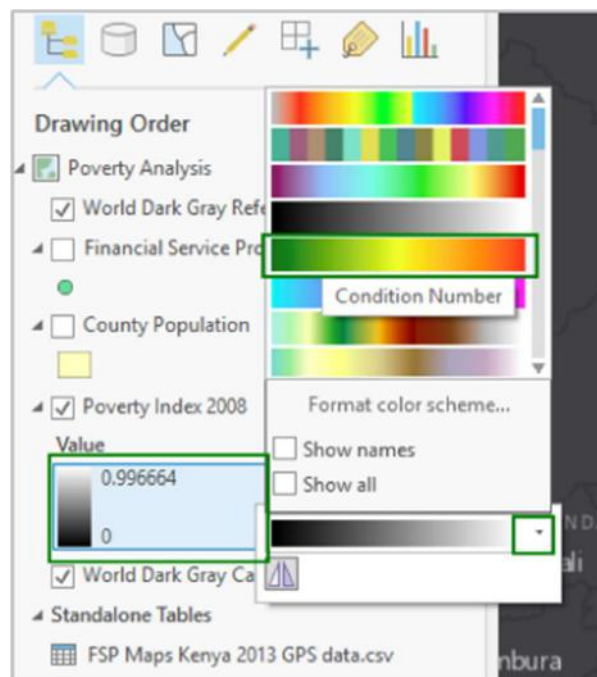 Drawing Order
Poverty Analysis
World Dark Gray Refe
Financial Service Pro
Condition Number
County Population
Poverty Index 2008
Format color scheme...
Value
Show names
0.996664
Show all
0
World Dark Gray Ca
Standalone Tables
FSP Maps Kenya 2013 GPS data.csv
N D.
ali
mbura